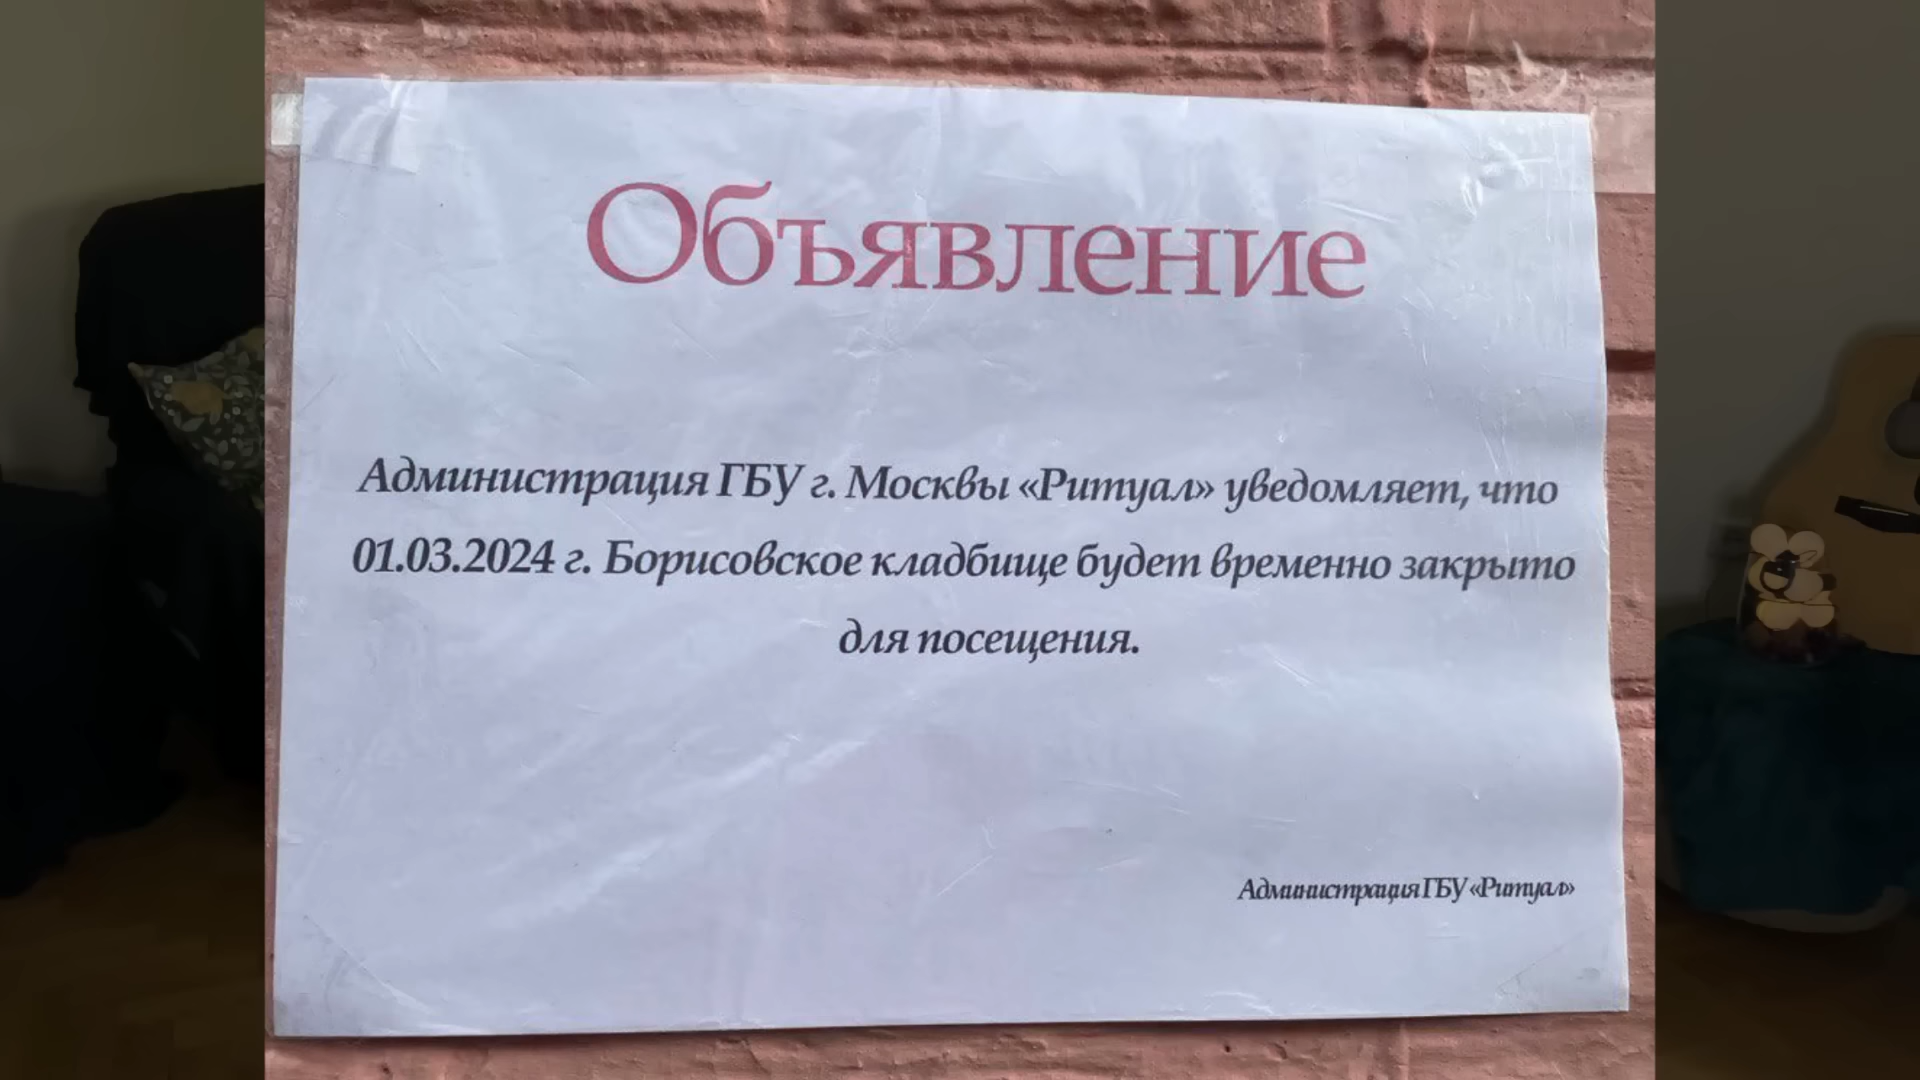 Объявление
Администрация ГБУ г. Москвы «Ритуал» уведомляет, что
01.03.2024 г. Борисовское кладбище будет временно закрыто
для посещения.
Администрация ГБУ «Ритуал»